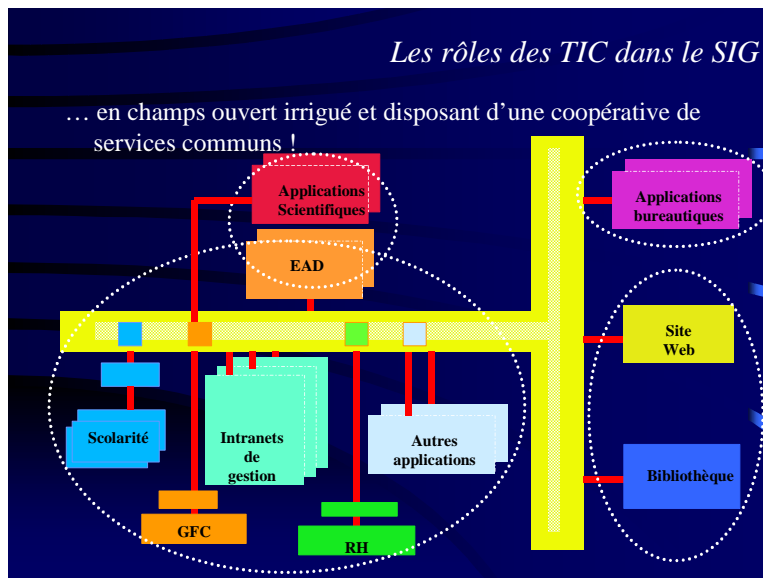 Les rôles des TIC dans le SIG
… en champs ouvert irrigué et disposant d’une coopérative de
services communs !
Applications
Scientifiques
Applications
bureautiques
EAD
Site
Web
Scolarité
Intranets
de
gestion
Autres
applications
Bibliothèque
GFC
RH